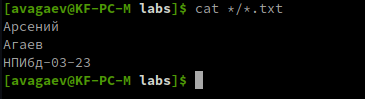 [avagaev@KF-PC-M labs]$ cat */*.txt
Арсений
Агаев
НПИбд-03-23
[avagaev@KF-PC-M labs]$